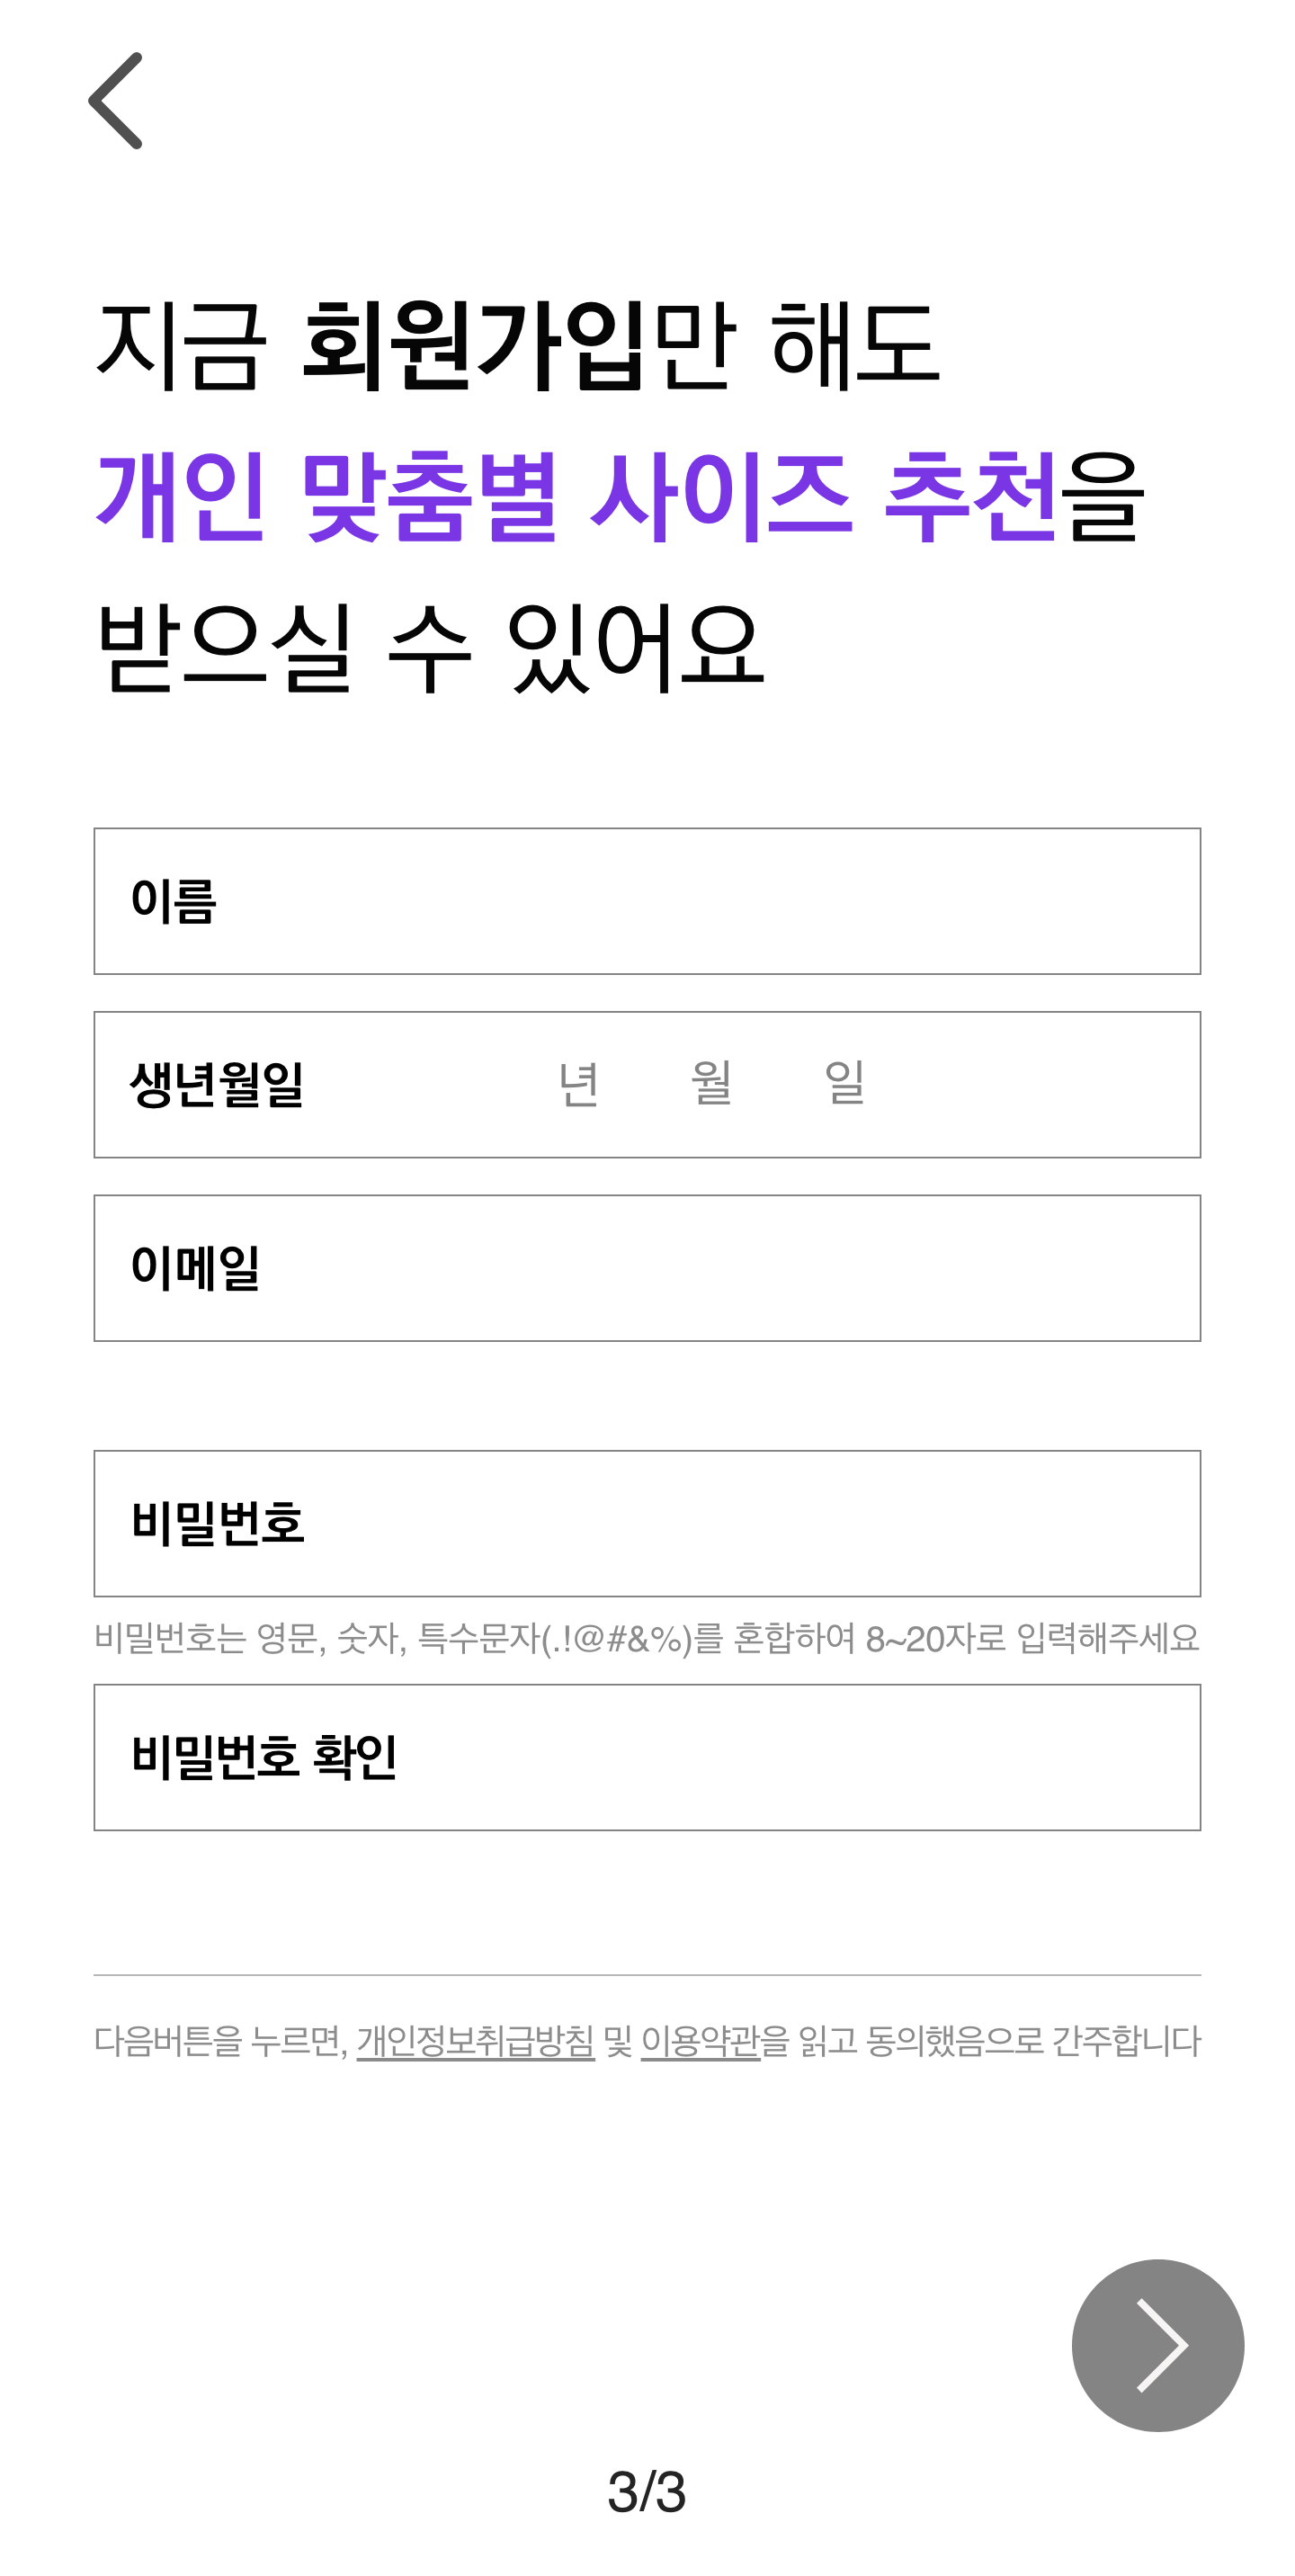 지금 회원가입만 해도
개인 맞춤별 사이즈 추천을
받으실 수 있어요
이름
생년월일 년 월 일
이메일
비밀번호
비밀번호는 영문, 숫자, 특수문자(.!@#&%)를 혼합하여 8~20자로 입력해주세요
비밀번호 확인
다음버튼을 누르면, 개인정보취급방침 및 이용약관을 읽고 동의했음으로 간주합니다
3/3